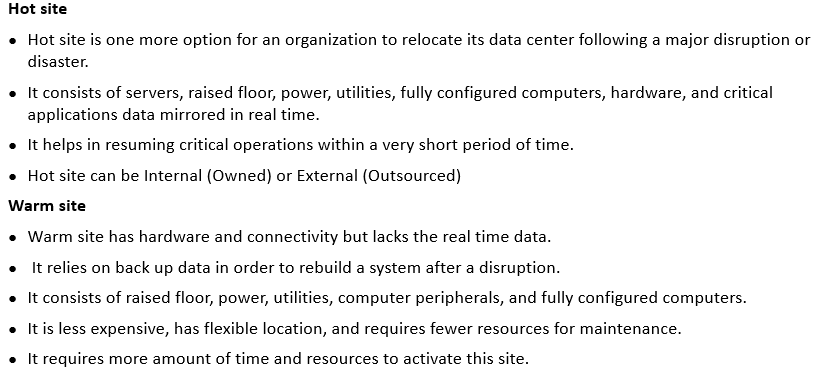 Hot site
● Hot site is one more option for an organization to relocate its data center following a major disruption or
disaster.
● It consists of servers, raised floor, power, utilities, fully configured computers, hardware, and critical
applications data mirrored in real time.
● It helps in resuming critical operations within a very short period of time.
● Hot site can be Internal (Owned) or External (Outsourced)
Warm site
● Warm site has hardware and connectivity but lacks the real time data.
● It relies on back up data in order to rebuild a system after a disruption.
● It consists of raised floor, power, utilities, computer peripherals, and fully configured computers.
● It is less expensive, has flexible location, and requires fewer resources for maintenance.
● It requires more amount of time and resources to activate this site.